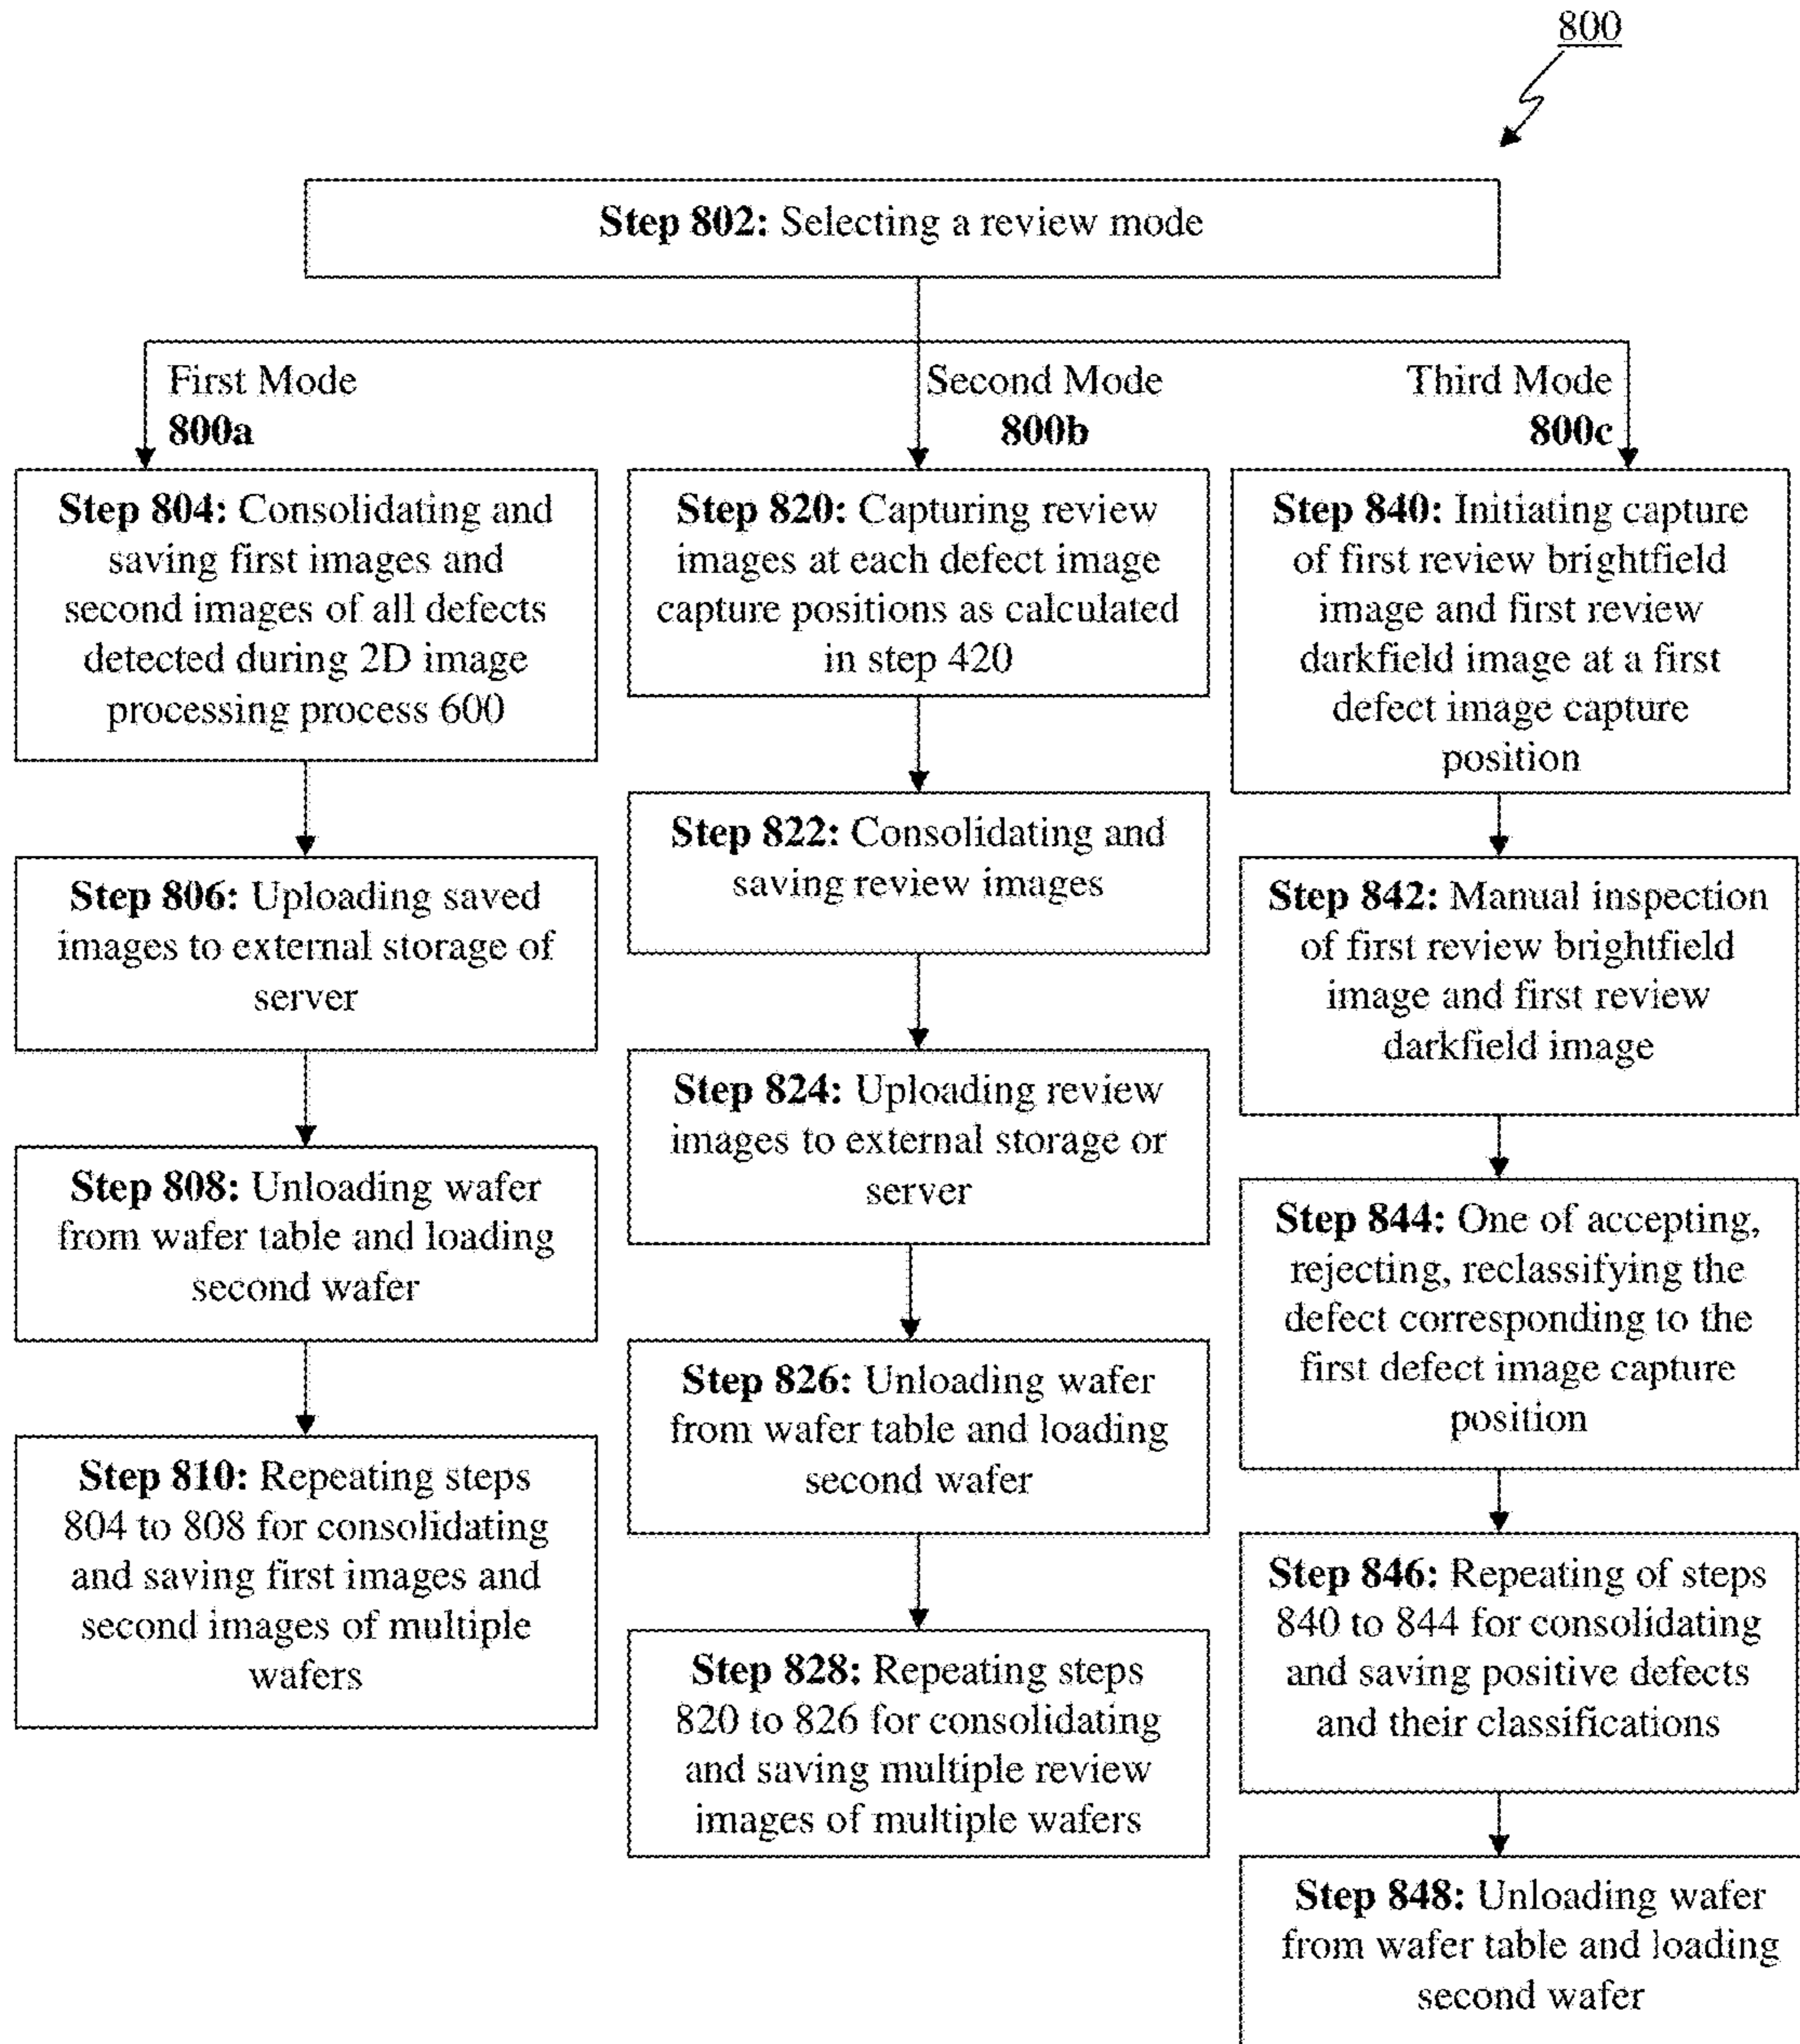 800
Step 802: Selecting a review mode
First Mode
800a
Second Mode
800b
Third Mode
800c
Step 804: Consolidating and
saving first images and
second images of all defects
detected during 2D image
processing process 600
Step 806: Uploading saved
images to external storage of
server
Step 808: Unloading wafer
from wafer table and loading
second wafer
Step 810: Repeating steps
804 to 808 for consolidating
and saving first images and
second images of multiple
wafers
Step 820: Capturing review
images at each defect image
capture positions as calculated
in step 420
Step 822: Consolidating and
saving review images
Step 824: Uploading review
images to external storage or
server
Step 826: Unloading wafer
from wafer table and loading
second wafer
Step 828: Repeating steps
820 to 826 for consolidating
and saving multiple review
images of multiple wafers
Step 840: Initiating capture
of first review brightfield
image and first review
darkfield image at a first
defect image capture
position
Step 842: Manual inspection
of first review brightfield
image and first review
darkfield image
Step 844: One of accepting,
rejecting, reclassifying the
defect corresponding to the
first defect image capture
position
Step 846: Repeating of steps
840 to 844 for consolidating
and saving positive defects
and their classifications
Step 848: Unloading wafer
from wafer table and loading
second wafer